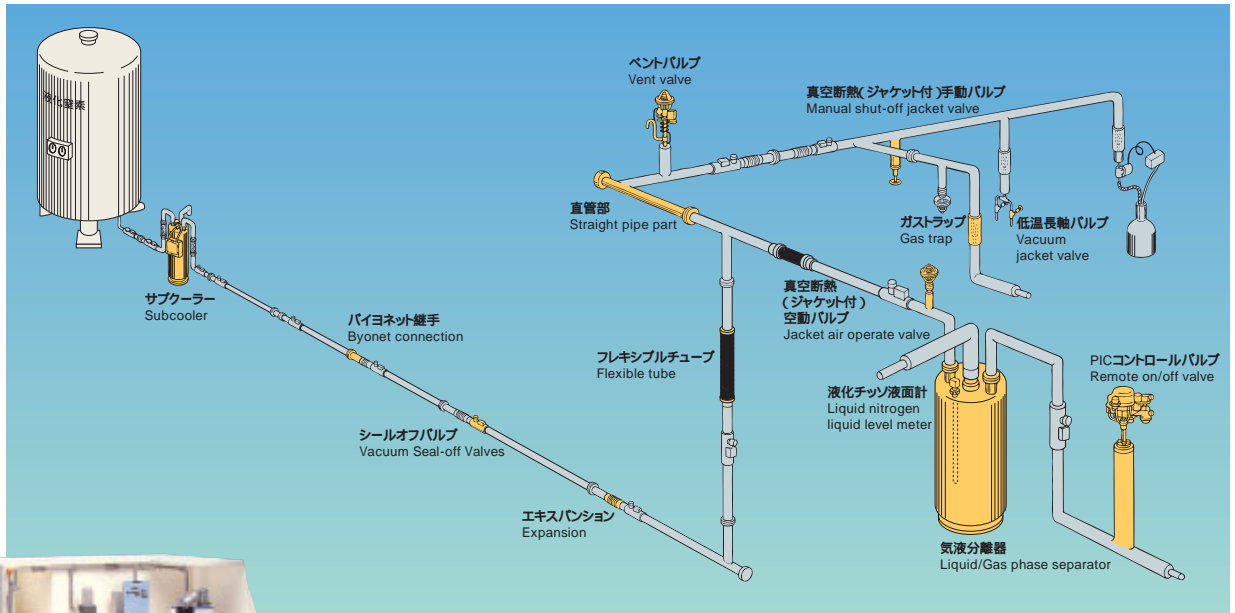 液化窒素
ベントバルブ
Vent valve
真空断熱(ジャケット付)手動バルブ
Manual shut-off jacket valve
直管部
Straight pipe part
ガストラップ
Gas trap
低温長軸バルブ
Vacuum
jacket valve
サブクーラー
Subcooler
バイヨネット継手
Byonet connection
真空断熱
(ジャケット付)
空動バルブ
Jacket air operate valve
フレキシブルチューブ
Flexible tube
PICコントロールバルブ
Remote on/off valve
液化チッソ液面計
Liquid nitrogen
liquid level meter
シールオフバルブ
Vacuum Seal-off Valves
エキスパンション
Expansion
気液分離器
Liquid/Gas phase separator